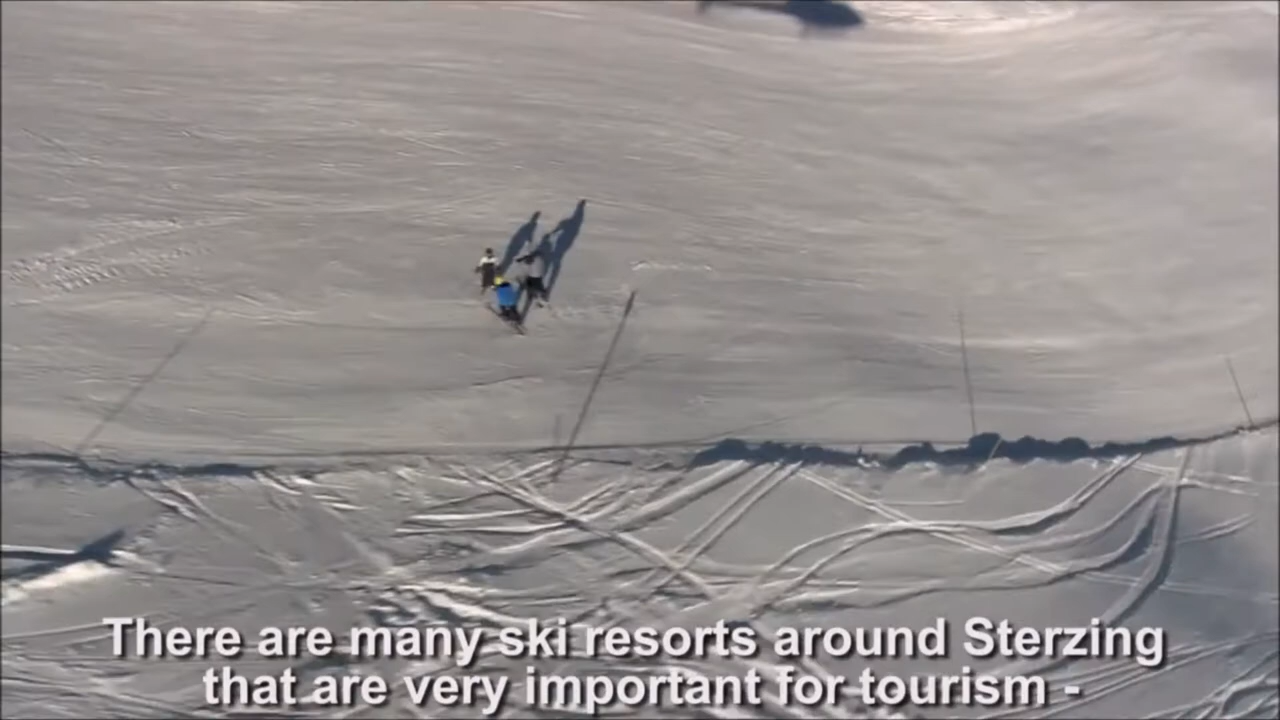 There are many ski resorts around Sterzing
that are very important for tourism -